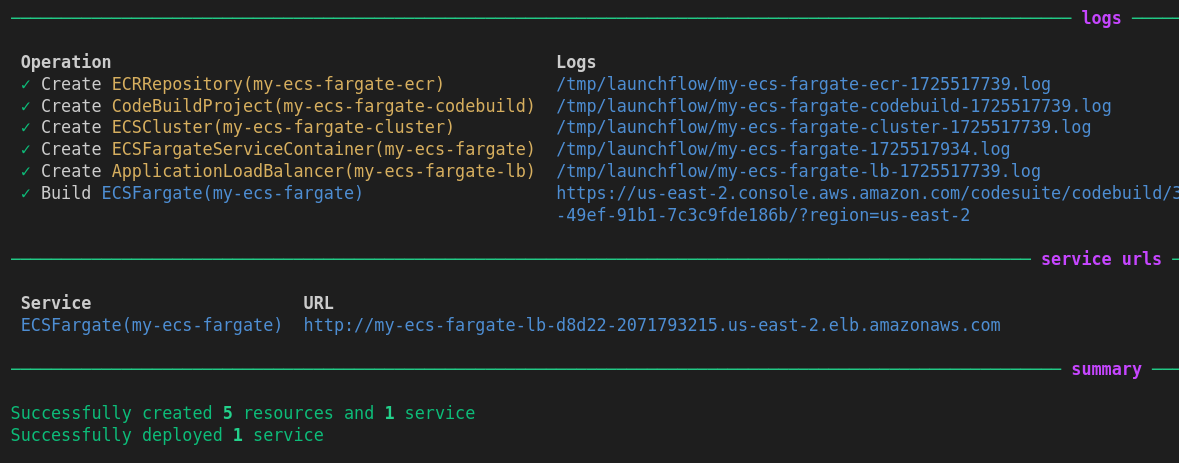 logs
Operation Logs
✓ Create ECRRepository(my-ecs-fargate-ecr) /tmp/launchflow/my-ecs-fargate-ecr-1725517739.log
✓ Create CodeBuildProject(my-ecs-fargate-codebuild) /tmp/launchflow/my-ecs-fargate-codebuild-1725517739.log
✓ Create ECSCluster(my-ecs-fargate-cluster) /tmp/launchflow/my-ecs-fargate-cluster-1725517739.log
✓ Create ECSFargateServiceContainer(my-ecs-fargate) /tmp/launchflow/my-ecs-fargate-1725517934.log
✓ Create ApplicationLoadBalancer(my-ecs-fargate-lb) /tmp/launchflow/my-ecs-fargate-lb-1725517739.log
✓ Build ECSFargate(my-ecs-fargate) https://us-east-2.console.aws.amazon.com/codesuite/codebuild/3
-49ef-91b1-7c3c9fde186b/?region=us-east-2
service urls
Service URL
ECSFargate(my-ecs-fargate) http://my-ecs-fargate-lb-d8d22-2071793215.us-east-2.elb.amazonaws.com
summary
Successfully created 5 resources and 1 service
Successfully deployed 1 service